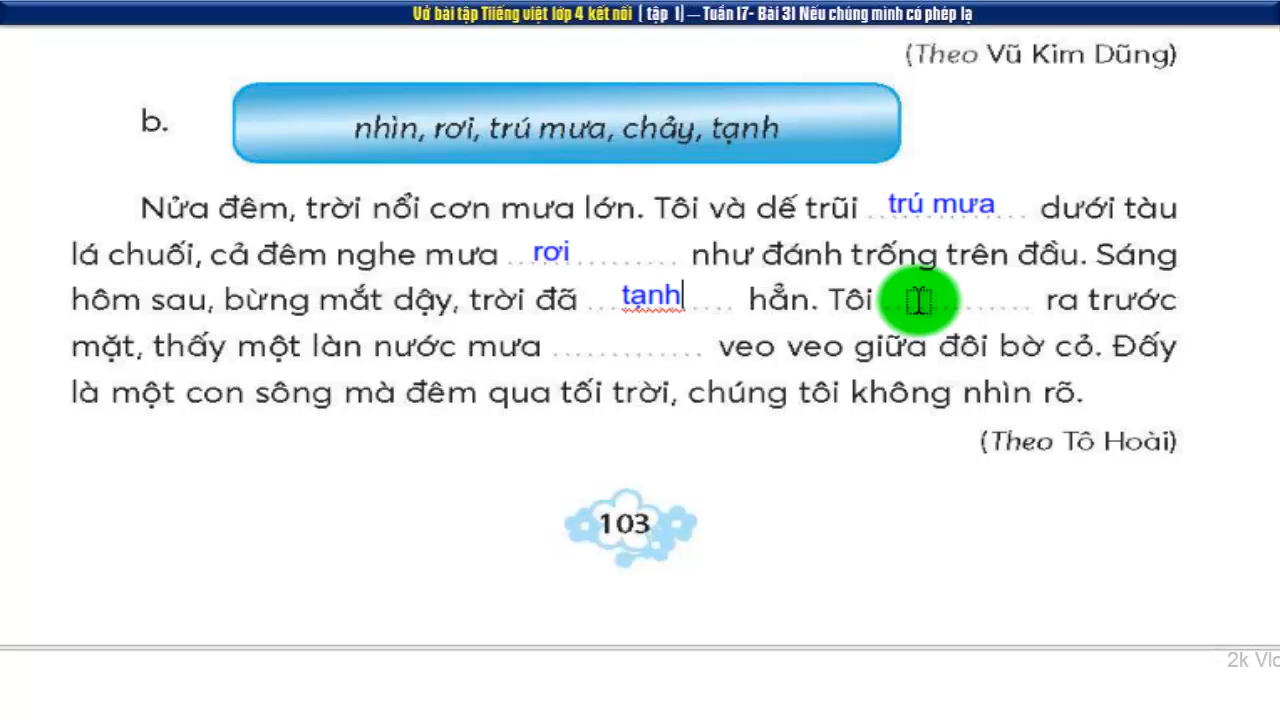 Vở bài tập Tiếng việt lớp 4 kết nối ( tập 1) — Tuần 17- Bài 31 Nếu chúng mình có phép lạ
(Theo Vũ Kim Dũng)
b.
nhìn, rơi, trú mưa, chảy, tạnh
Nửa đêm, trời nổi cơn mưa lớn. Tôi và dế trũi trú mưa dưới tàu
lá chuối, cả đêm nghe mưa rơi như đánh trống trên đầu. Sáng
hôm sau, bừng mắt dậy, trời đã tạnh hẳn. Tôi ............ ra trước
mặt, thấy một làn nước mưa ............ veo veo giữa đôi bờ cỏ. Đấy
là một con sông mà đêm qua tối trời, chúng tôi không nhìn rõ.
(Theo Tô Hoài)
103
2k Vlo